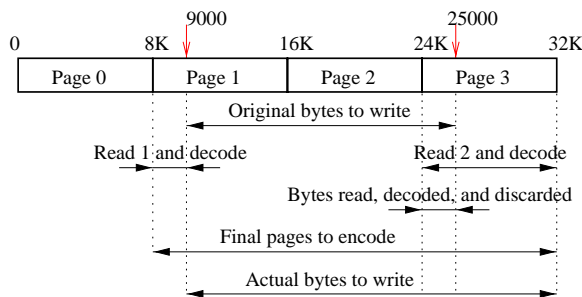 9000 25000
0 8K 16K 24K 32K
Page 0 Page 1 Page 2 Page 3
Original bytes to write
Read 1 and decode Read 2 and decode
Bytes read, decoded, and discarded
Final pages to encode
Actual bytes to write